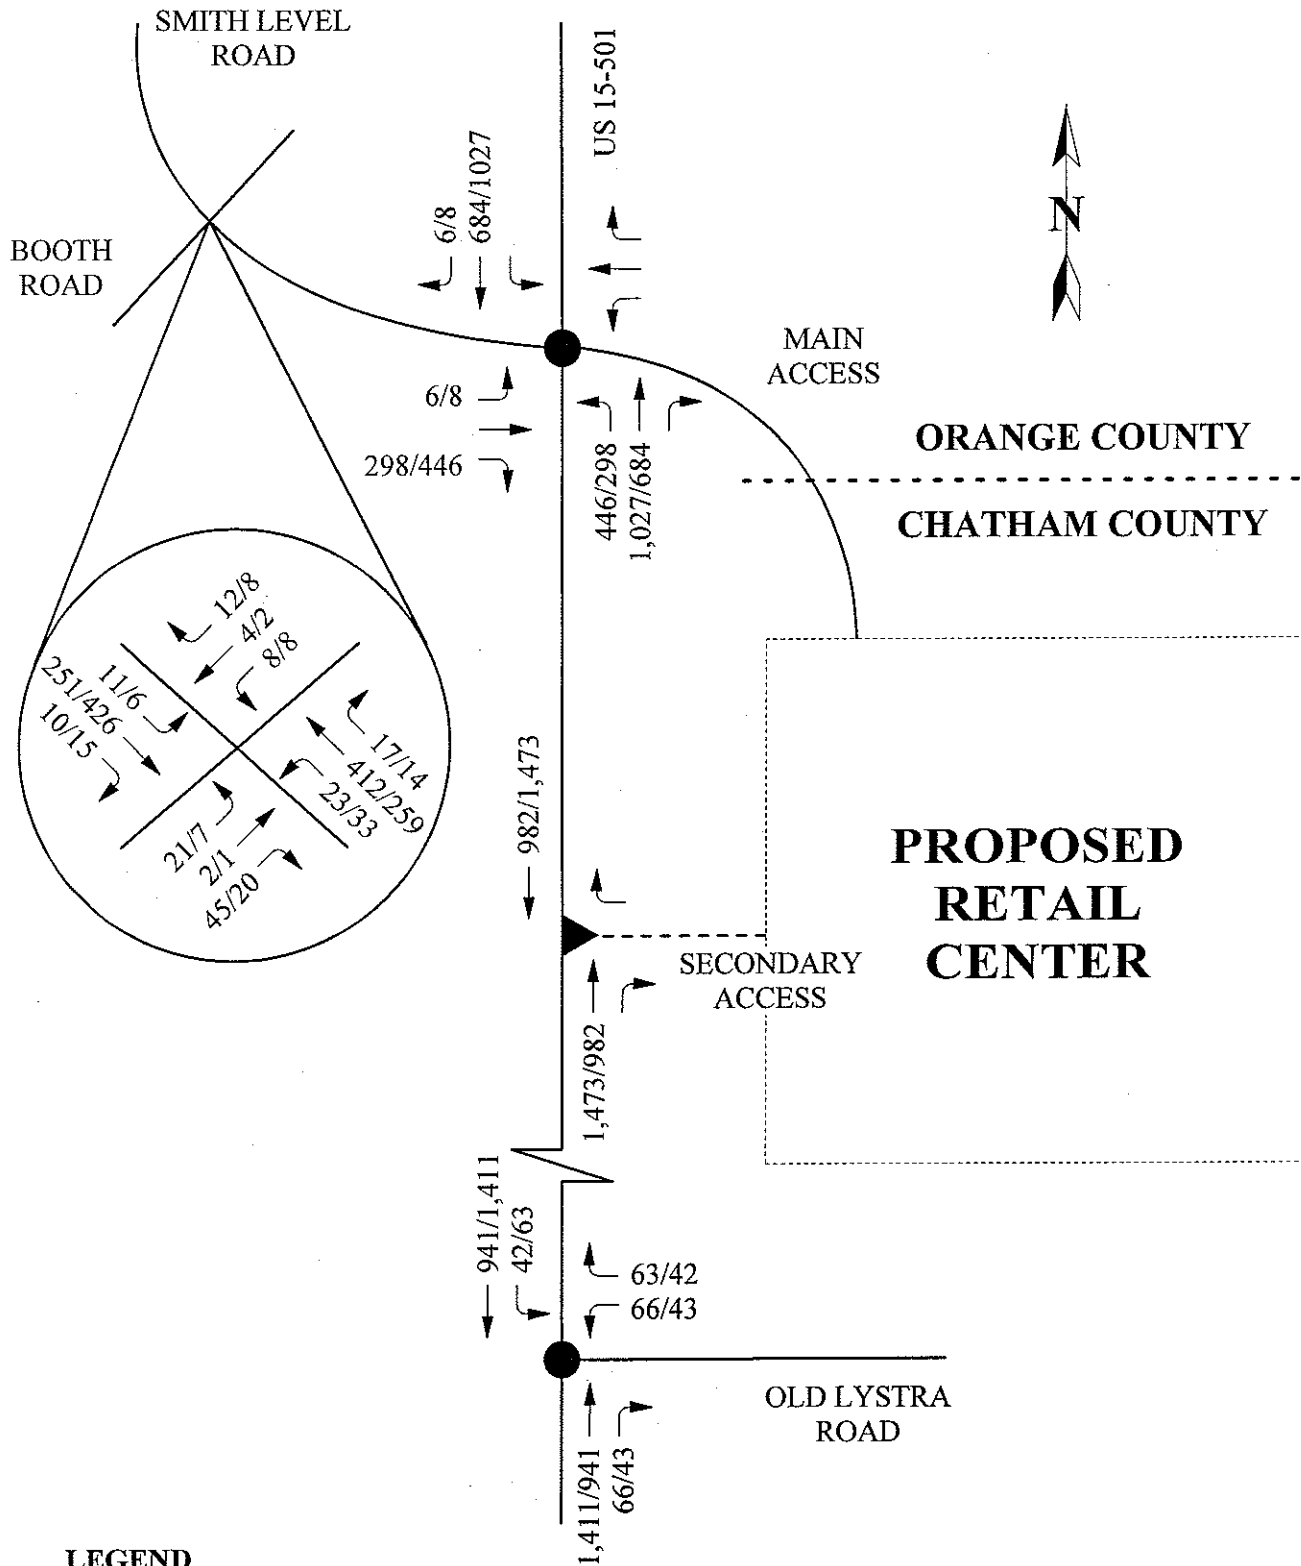 SMITH LEVEL
ROAD
US 15-501
6/8
684/1027
N
BOOTH
ROAD
MAIN
ACCESS
6/8
298/446
446/298
1,027/684
ORANGE COUNTY
CHATHAM COUNTY
12/8
4/2
8/8
11/6
251/426
10/15
17/14
412/259
23/33
21/7
2/1
45/20
982/1,473
PROPOSED
RETAIL
CENTER
SECONDARY
ACCESS
1,473/982
941/1,411
42/63
63/42
66/43
OLD LYSTRA
ROAD
1,411/941
66/43
LEGEND